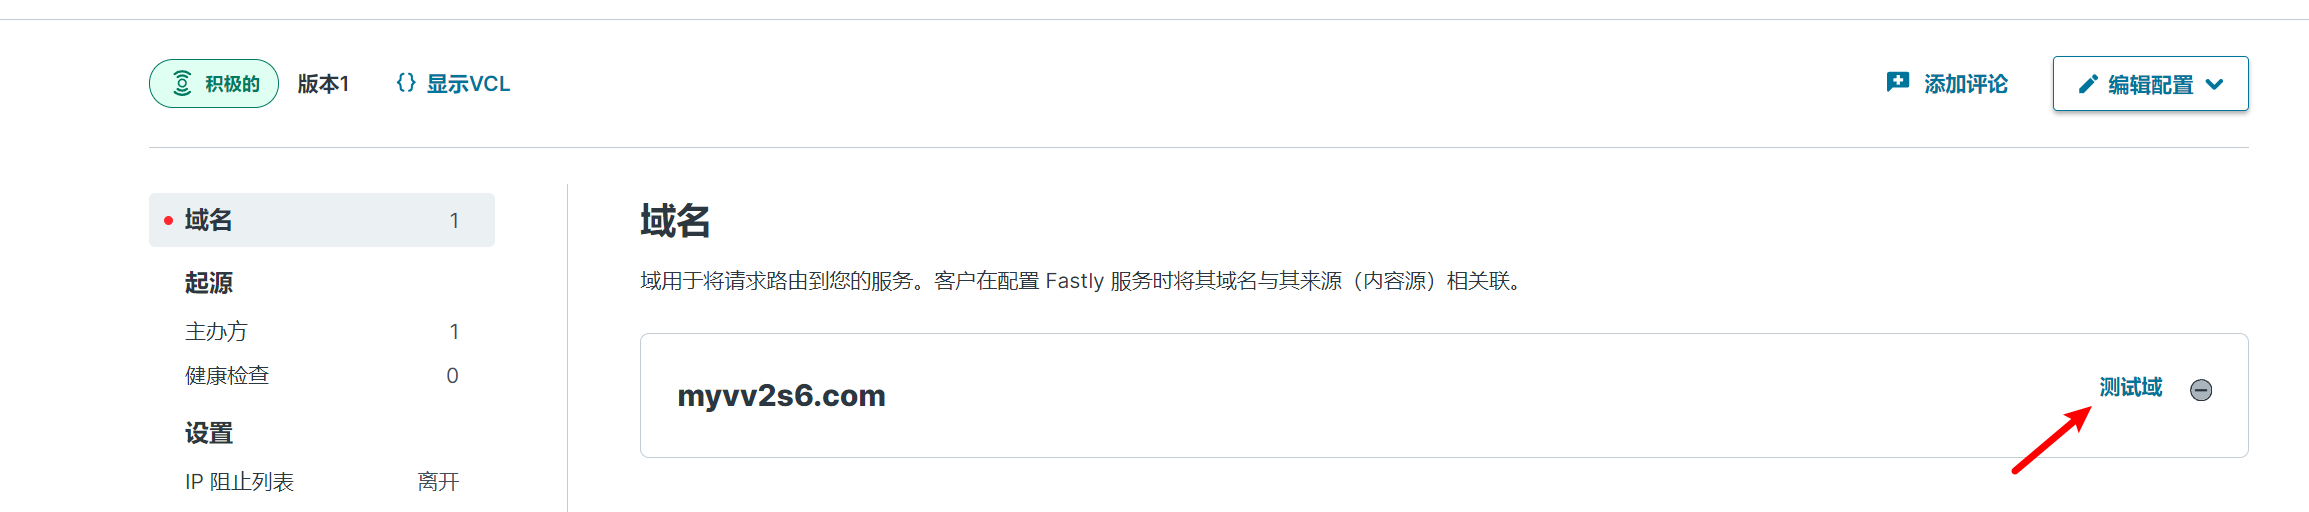 积极的 版本1 {} 显示VCL 添加评论 编辑配置
域名 1
起源
主办方 1
健康检查 0
设置
IP 阻止列表 离开
域名
域用于将请求路由到您的服务。客户在配置 Fastly 服务时将其域名与其来源（内容源）相关联。
myvv2s6.com 测试域